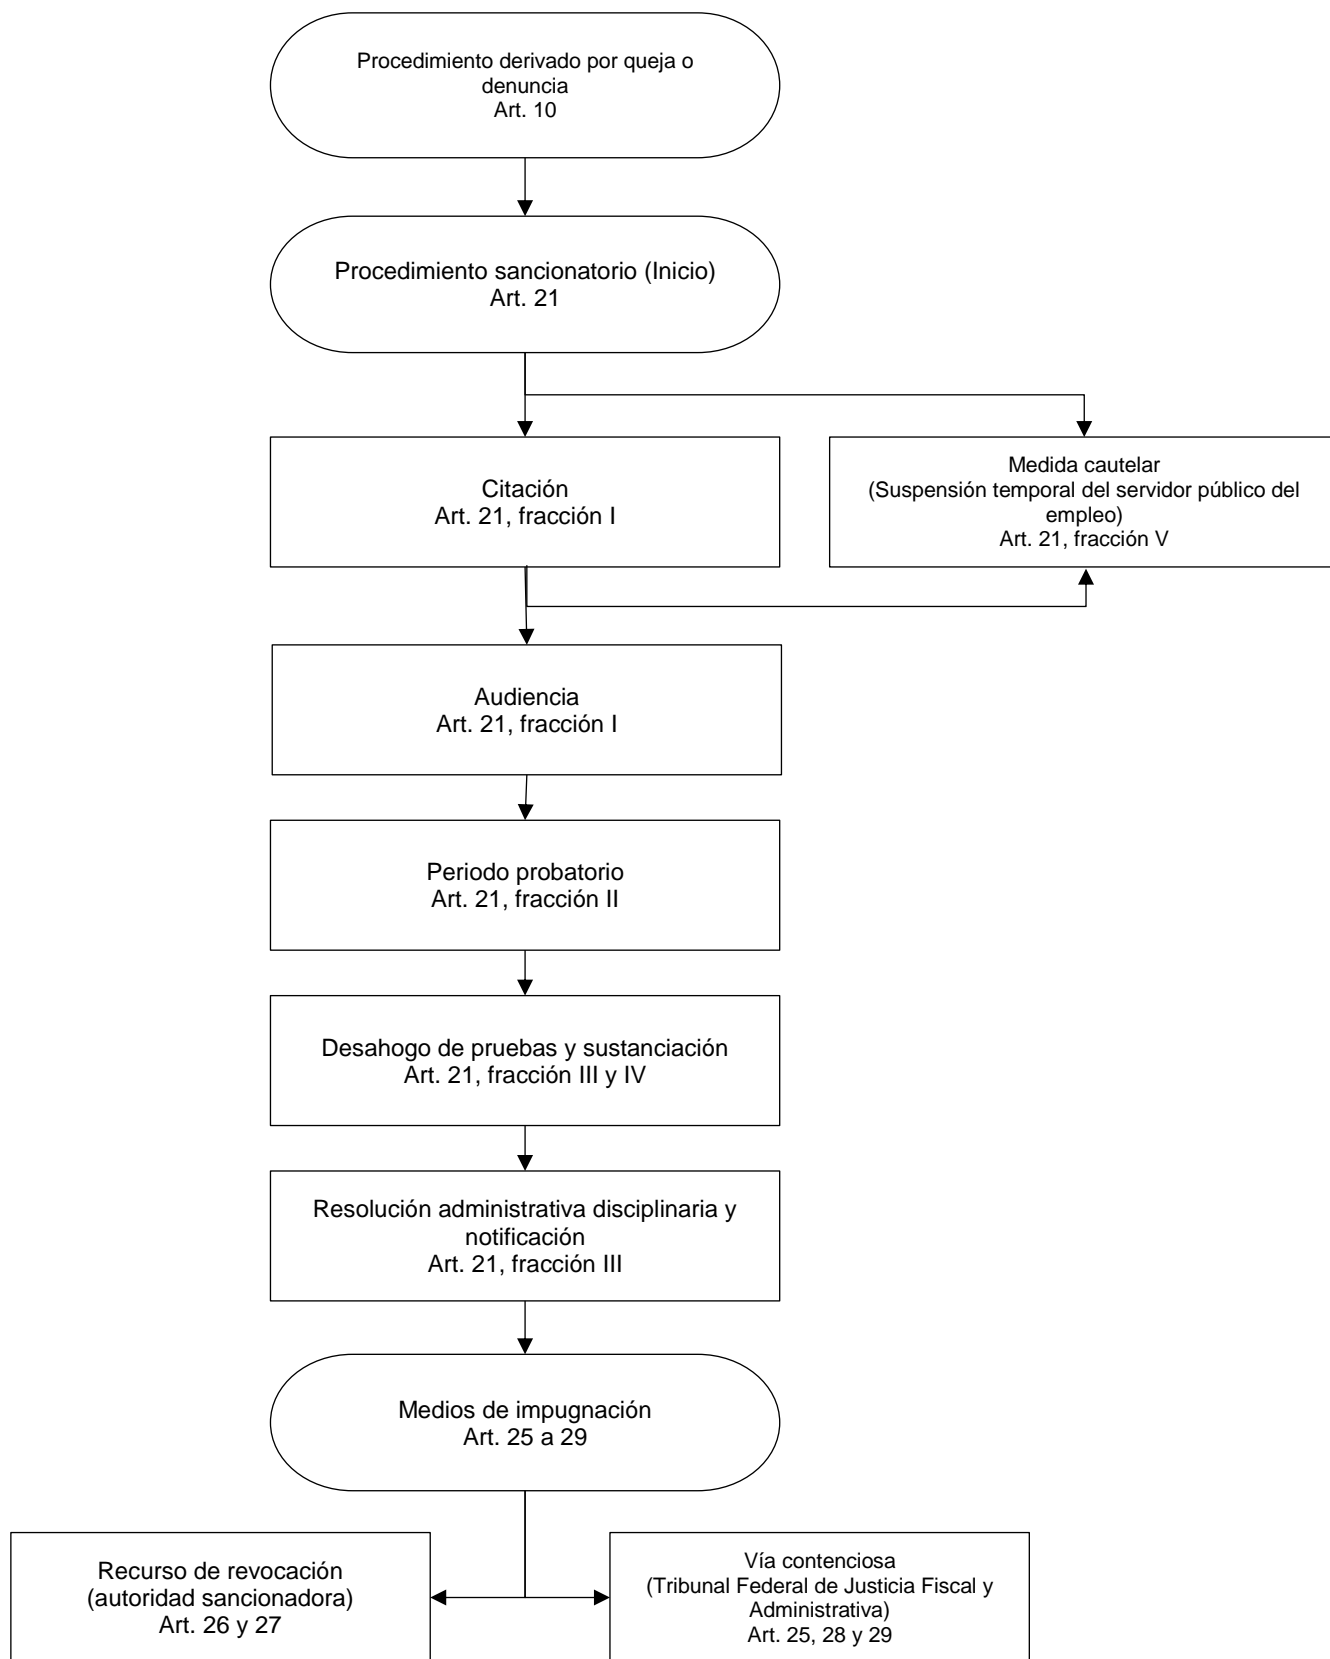 Procedimiento derivado por queja o
denuncia
Art. 10
Procedimiento sancionatorio (Inicio)
Art. 21
Citación
Art. 21, fracción I
Medida cautelar
(Suspensión temporal del servidor público del
empleo)
Art. 21, fracción V
Audiencia
Art. 21, fracción I
Periodo probatorio
Art. 21, fracción II
Desahogo de pruebas y sustanciación
Art. 21, fracción III y IV
Resolución administrativa disciplinaria y
notificación
Art. 21, fracción III
Medios de impugnación
Art. 25 a 29
Recurso de revocación
(autoridad sancionadora)
Art. 26 y 27
Vía contenciosa
(Tribunal Federal de Justicia Fiscal y
Administrativa)
Art. 25, 28 y 29